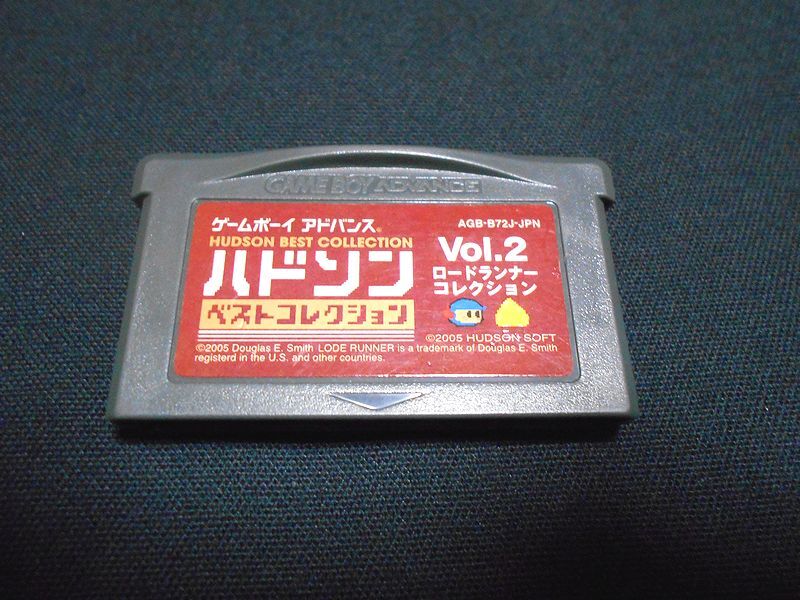 GAME BOY ADVANCE
ゲームボーイ アドバンス®
AGB-B72J-JPN
HUDSON BEST COLLECTION
ハドソン
ベストコレクション
Vol.2
ロードランナー
コレクション
©2005 HUDSON SOFT
©2005 Douglas E. Smith LODE RUNNER is a trademark of Douglas E. Smith
registerd in the U.S. and other countries.